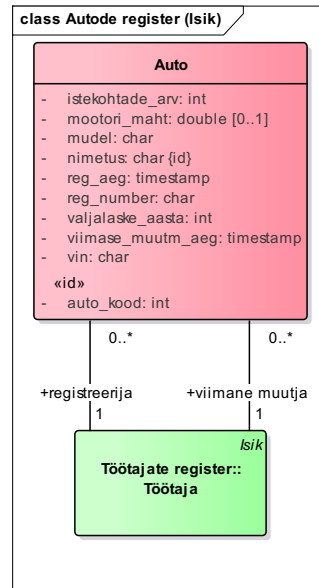 class Autode register (Isik)
Auto
- istekohtade_arv: int
- mootori_maht: double [0..1]
- mudel: char
- nimetus: char {id}
- reg_aeg: timestamp
- reg_number: char
- valjalaske_aasta: int
- viimase_muutm_aeg: timestamp
- vin: char
«id»
- auto_kood: int
0..* 0..*
+registreerija +viimane muutja
1 1
Isik
Töötajate register::
Töötaja